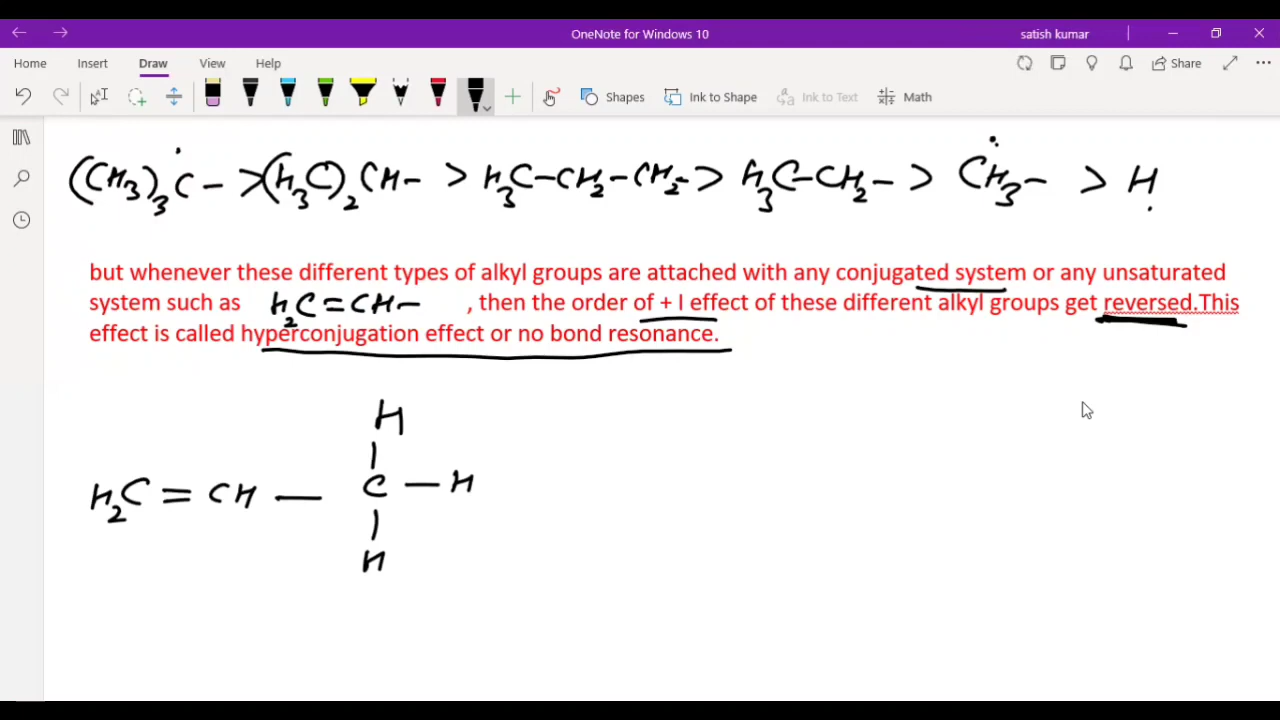 OneNote for Windows 10
satish kumar
Home Insert Draw View Help
Share
Shapes Ink to Shape Ink to Text Math
(CH₃)₃C – > (H₃C)₂CH – > H₃C–CH₂–CH₂– > H₃C–CH₂– > CH₃– > H
but whenever these different types of alkyl groups are attached with any conjugated system or any unsaturated
system such as H₂C=CH– , then the order of + I effect of these different alkyl groups get reversed.This
effect is called hyperconjugation effect or no bond resonance.
H
|
H₂C = CH — C – H
|
H